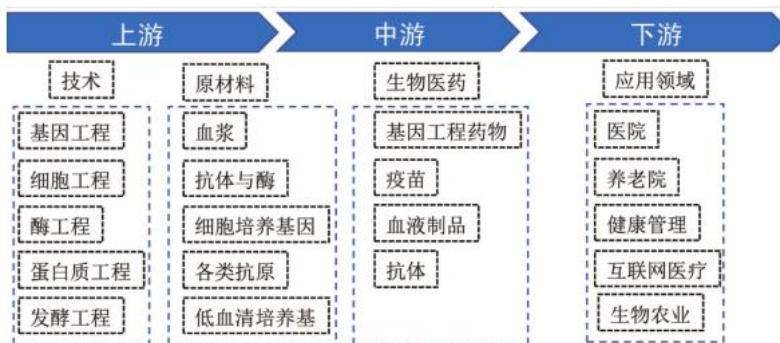 上游
中游
下游
技术
原材料
生物医药
应用领域
基因工程
血浆
基因工程药物
医院
细胞工程
抗体与酶
疫苗
养老院
酶工程
细胞培养基因
血液制品
健康管理
蛋白质工程
各类抗原
抗体
互联网医疗
发酵工程
低血清培养基
生物农业